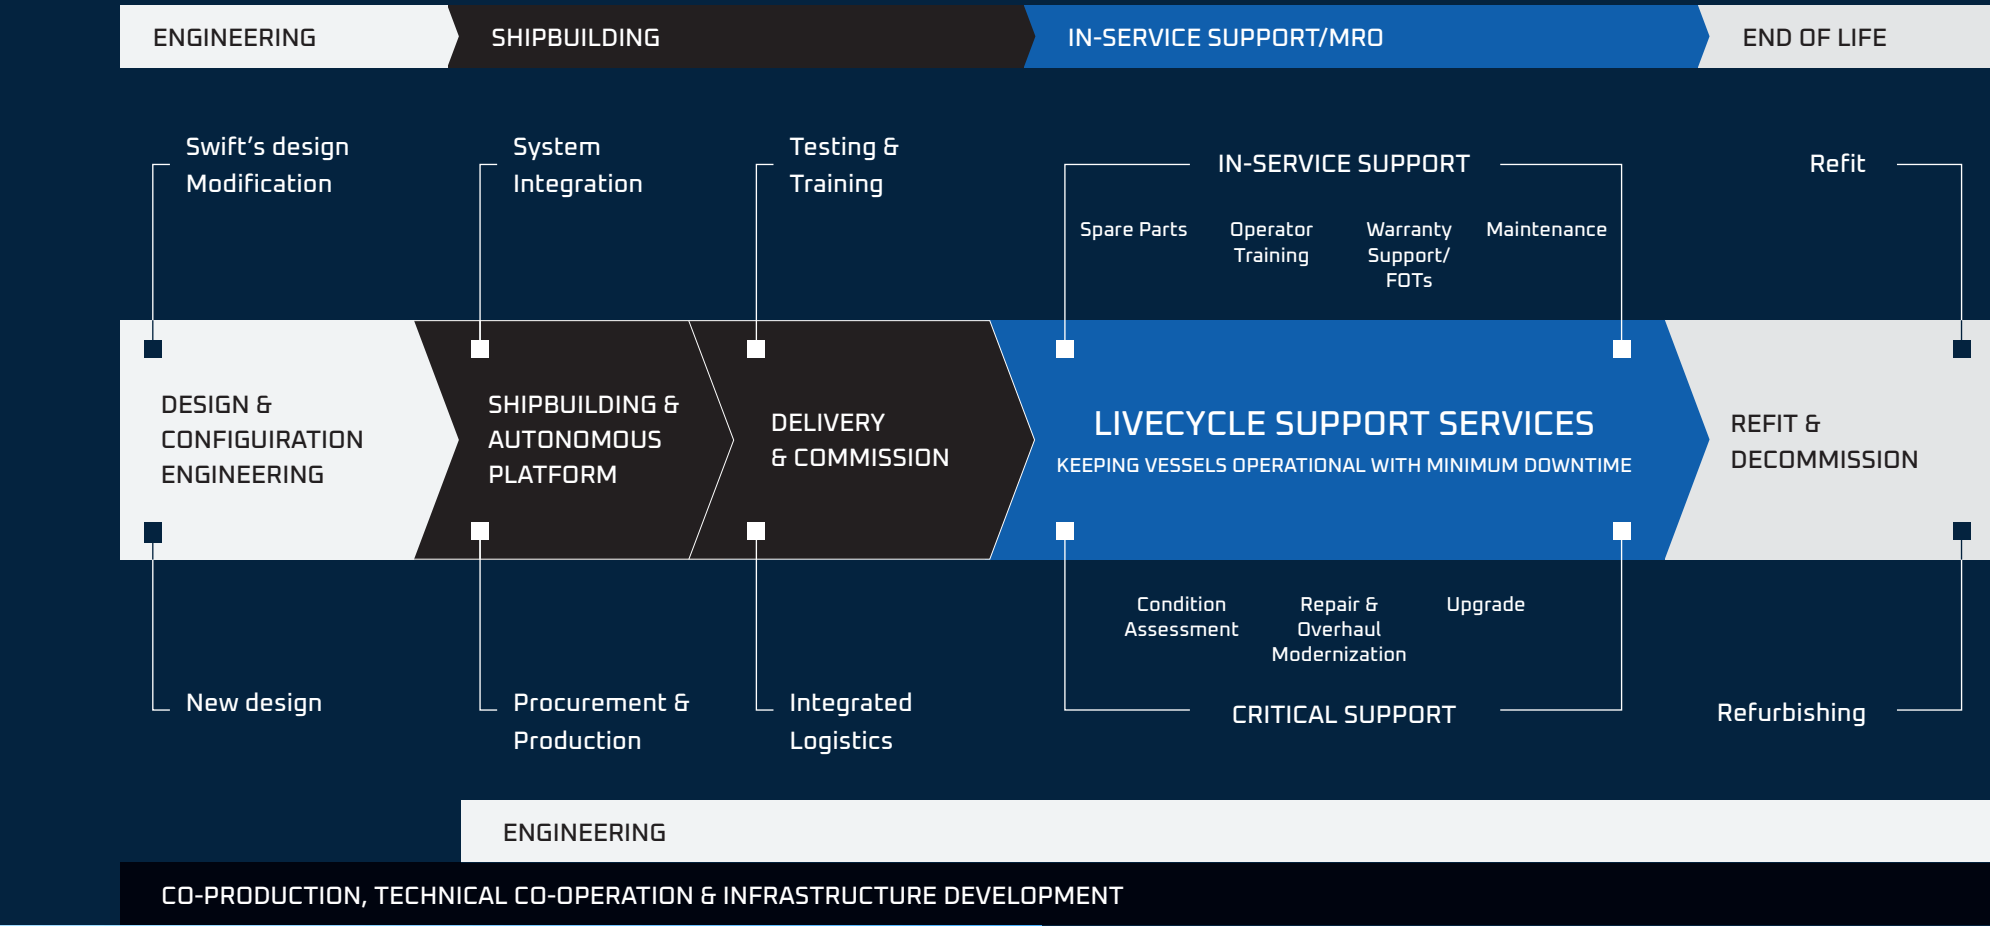 ENGINEERING
SHIPBUILDING
IN-SERVICE SUPPORT/MRO
END OF LIFE
Swift’s design
Modification
System
Integration
Testing &
Training
IN-SERVICE SUPPORT
Spare Parts
Operator
Training
Warranty
Support/
FOTs
Maintenance
Refit
DESIGN &
CONFIGUIRATION
ENGINEERING
SHIPBUILDING &
AUTONOMOUS
PLATFORM
DELIVERY
& COMMISSION
LIVECYCLE SUPPORT SERVICES
KEEPING VESSELS OPERATIONAL WITH MINIMUM DOWNTIME
REFIT &
DECOMMISSION
New design
Procurement &
Production
Integrated
Logistics
Condition
Assessment
Repair &
Overhaul
Modernization
Upgrade
CRITICAL SUPPORT
Refurbishing
ENGINEERING
CO-PRODUCTION, TECHNICAL CO-OPERATION & INFRASTRUCTURE DEVELOPMENT